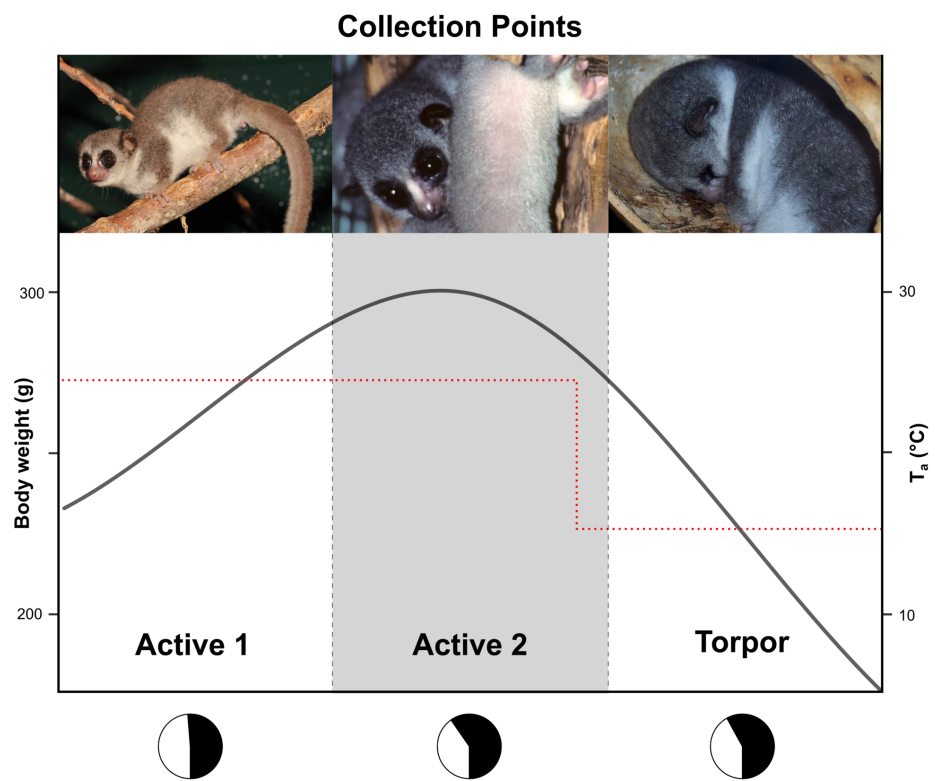 Collection Points
300
200
Body weight (g)
30
10
Tₐ (°C)
Active 1
Active 2
Torpor